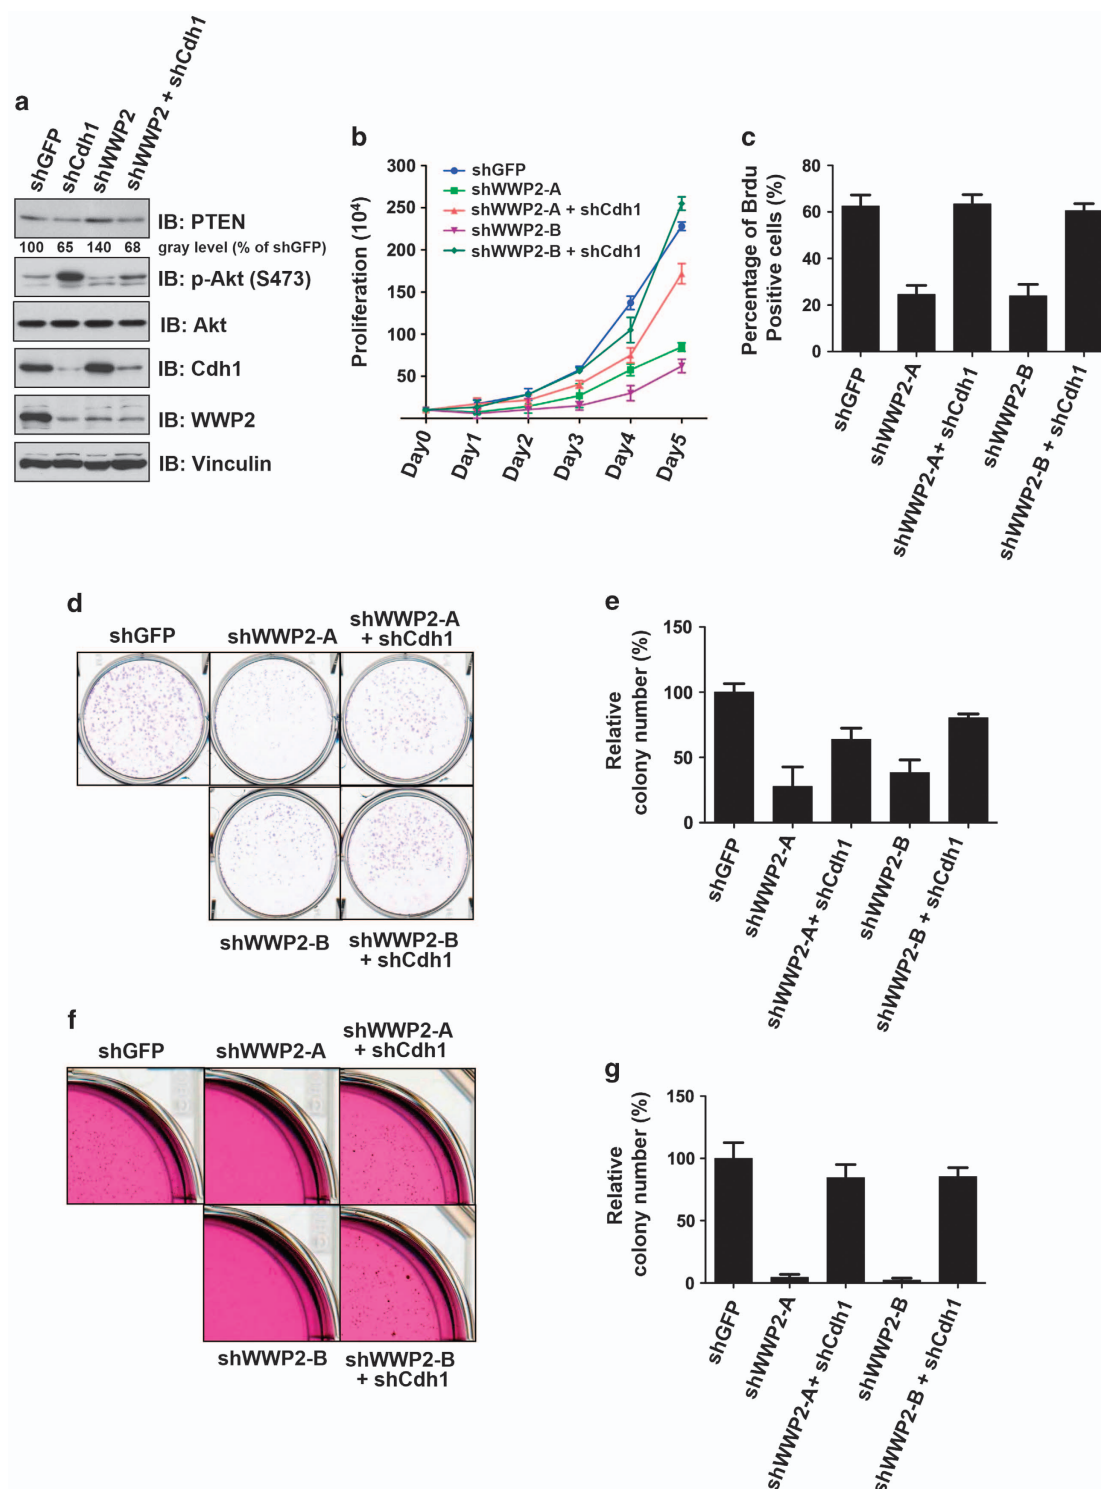 a
shGFP
shCdh1
shWWP2
shWWP2 + shCdh1
IB: PTEN
100 65 140 68 gray level (% of shGFP)
IB: p-Akt (S473)
IB: Akt
IB: Cdh1
IB: WWP2
IB: Vinculin
b
Proliferation (10⁴)
300
250
200
150
100
50
shGFP
shWWP2-A
shWWP2-A + shCdh1
shWWP2-B
shWWP2-B + shCdh1
Day0
Day1
Day2
Day3
Day4
Day5
c
Percentage of Brdu
Positive cells (%)
80
60
40
20
0
shGFP
shWWP2-A
shWWP2-A+ shCdh1
shWWP2-B
shWWP2-B + shCdh1
d
shGFP
shWWP2-A
shWWP2-A
+ shCdh1
shWWP2-B
shWWP2-B
+ shCdh1
e
Relative
colony number (%)
150
100
50
0
shGFP
shWWP2-A
shWWP2-A+ shCdh1
shWWP2-B
shWWP2-B + shCdh1
f
shGFP
shWWP2-A
shWWP2-A
+ shCdh1
shWWP2-B
shWWP2-B
+ shCdh1
g
Relative
colony number (%)
150
100
50
0
shGFP
shWWP2-A
shWWP2-A+ shCdh1
shWWP2-B
shWWP2-B + shCdh1